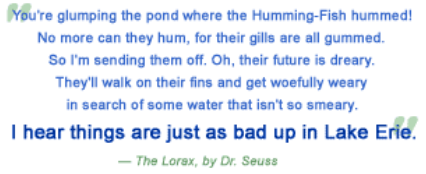 "You're glumping the pond where the Humming-Fish hummed!
No more can they hum, for their gills are all gummed.
So I'm sending them off. Oh, their future is dreary.
They'll walk on their fins and get woefully weary
in search of some water that isn't so smeary.
I hear things are just as bad up in Lake Erie."
— The Lorax, by Dr. Seuss